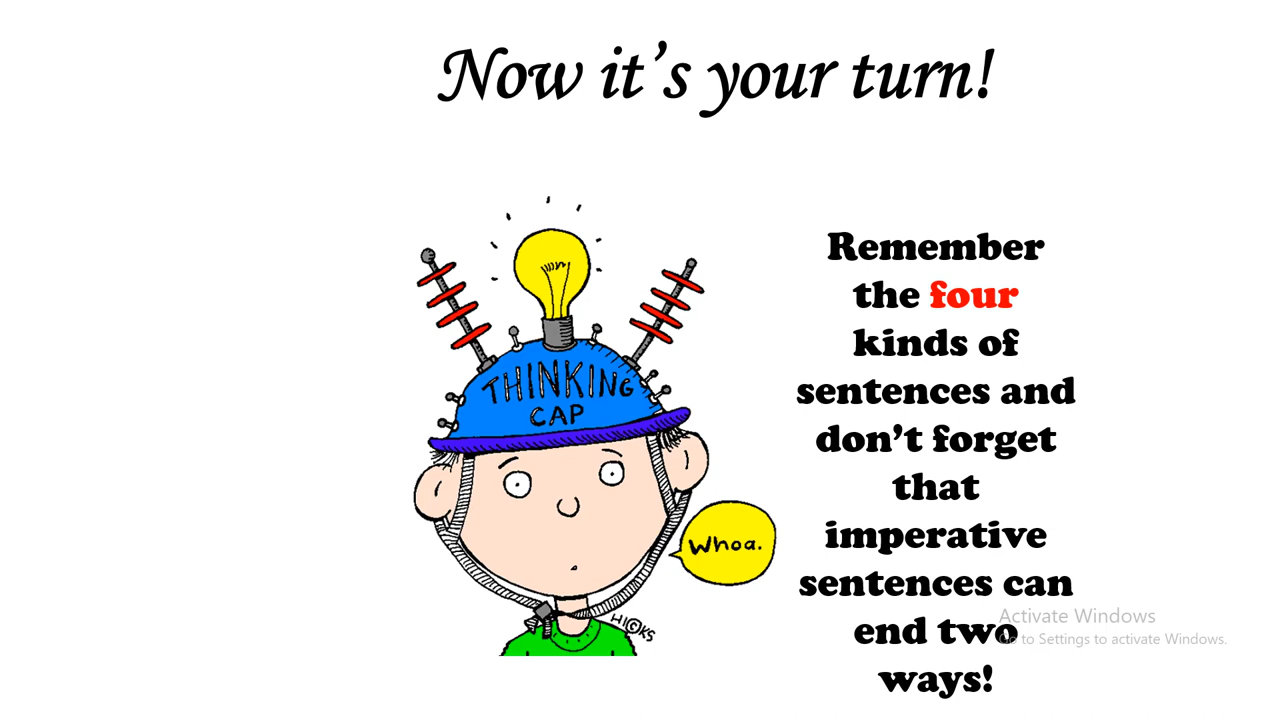 Now it's your turn!
THINKING
CAP
Whoa.
HICKS
Remember
the four
kinds of
sentences and
don't forget
that
imperative
sentences can
end two
ways!
Activate Windows
Go to Settings to activate Windows.